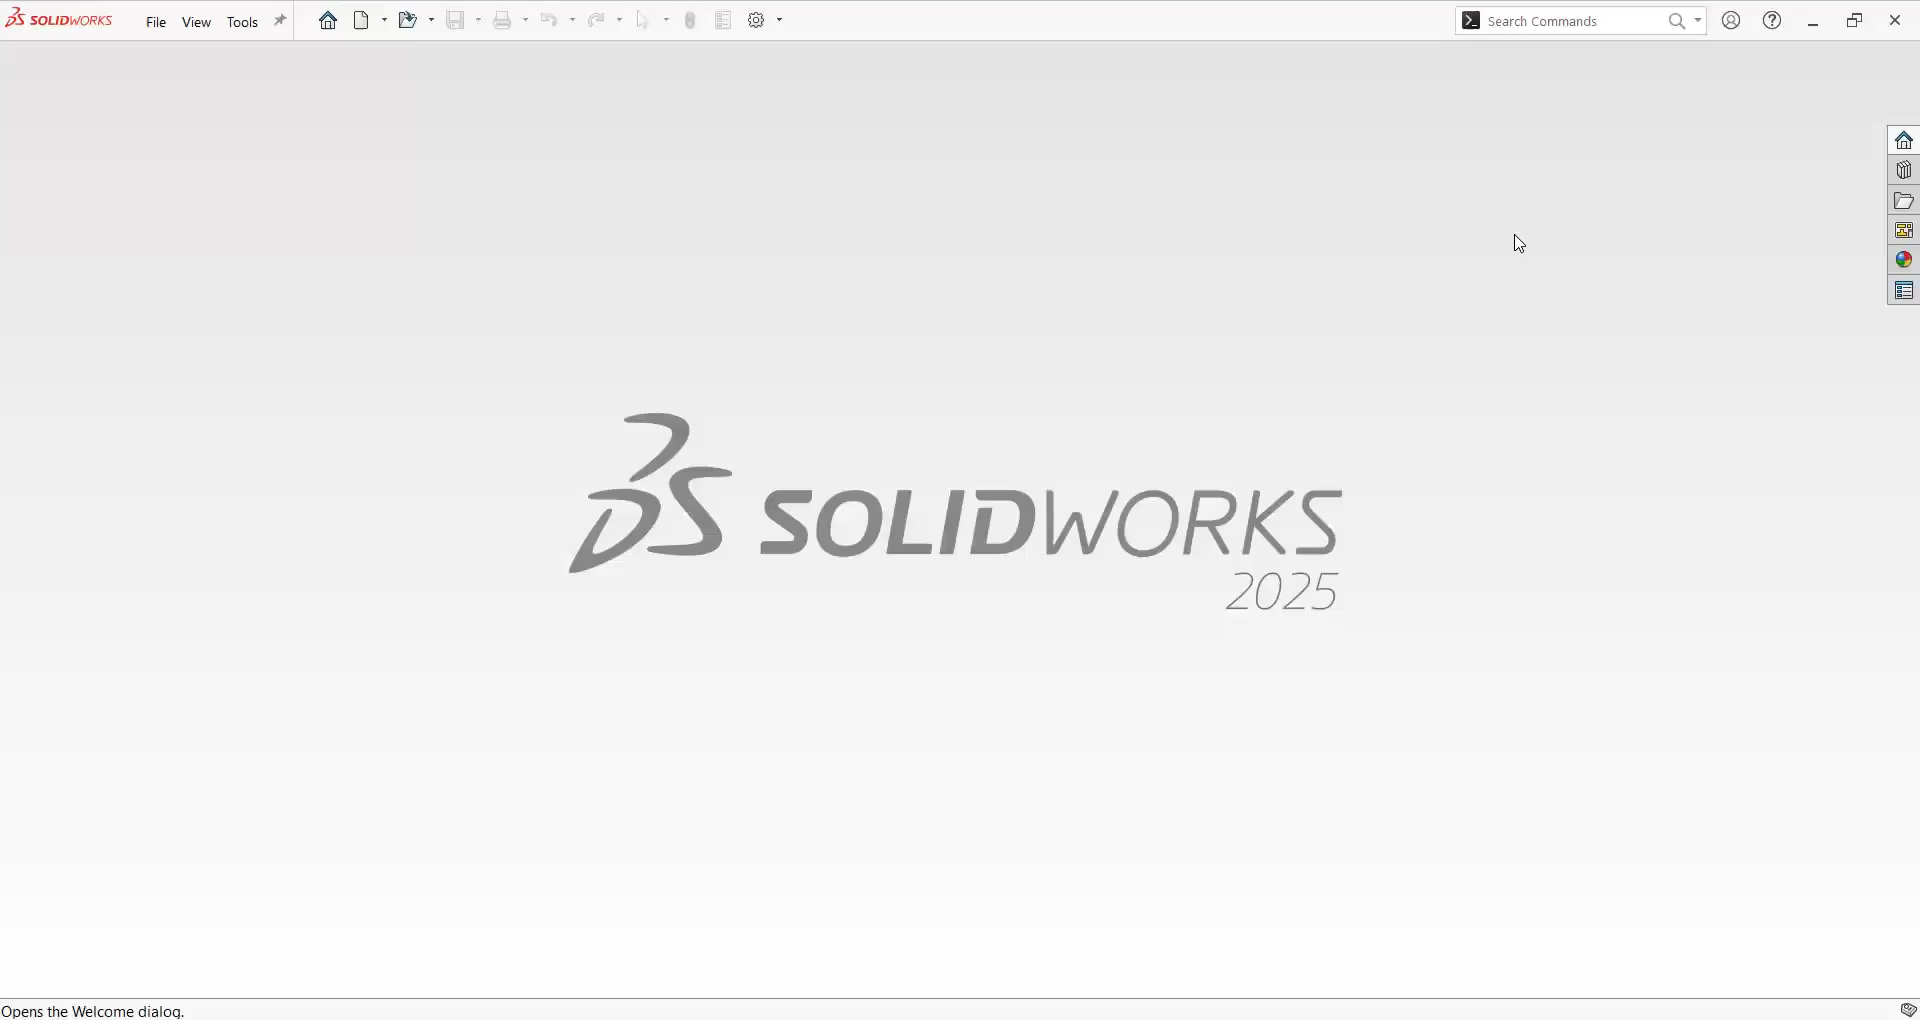 SOLIDWORKS File View Tools Search Commands
SOLIDWORKS
2025
Opens the Welcome dialog.